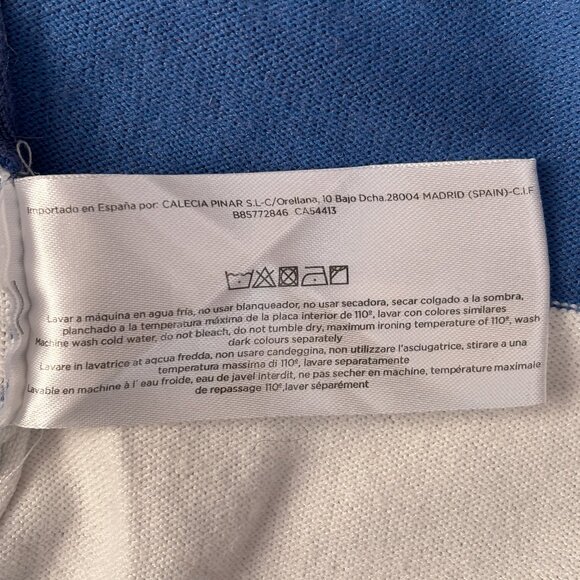 Importado en España por: CALECIA PINAR S.L-C/Orellana, 10 Bajo Dcha.28004 MADRID (SPAIN)-C.I.F
B85772846 CA54413
Lavar a máquina en agua fría, no usar blanqueador, no usar secadora, secar colgado a la sombra,
planchado a la temperatura máxima de la placa interior de 110º, lavar con colores similares
Machine wash cold water, do not bleach, do not tumble dry, maximum ironing temperature of 110º, wash
dark colours separately
Lavare in lavatrice at aqcua fredda, non usare candeggina, non utilizzare l'asciugatrice, stirare a una
temperatura massima di 110º, lavare separatamente
Lavable en machine à l' eau froide, eau de javel interdit, ne pas secher en machine, température maximale
de repassage 110º,laver séparément